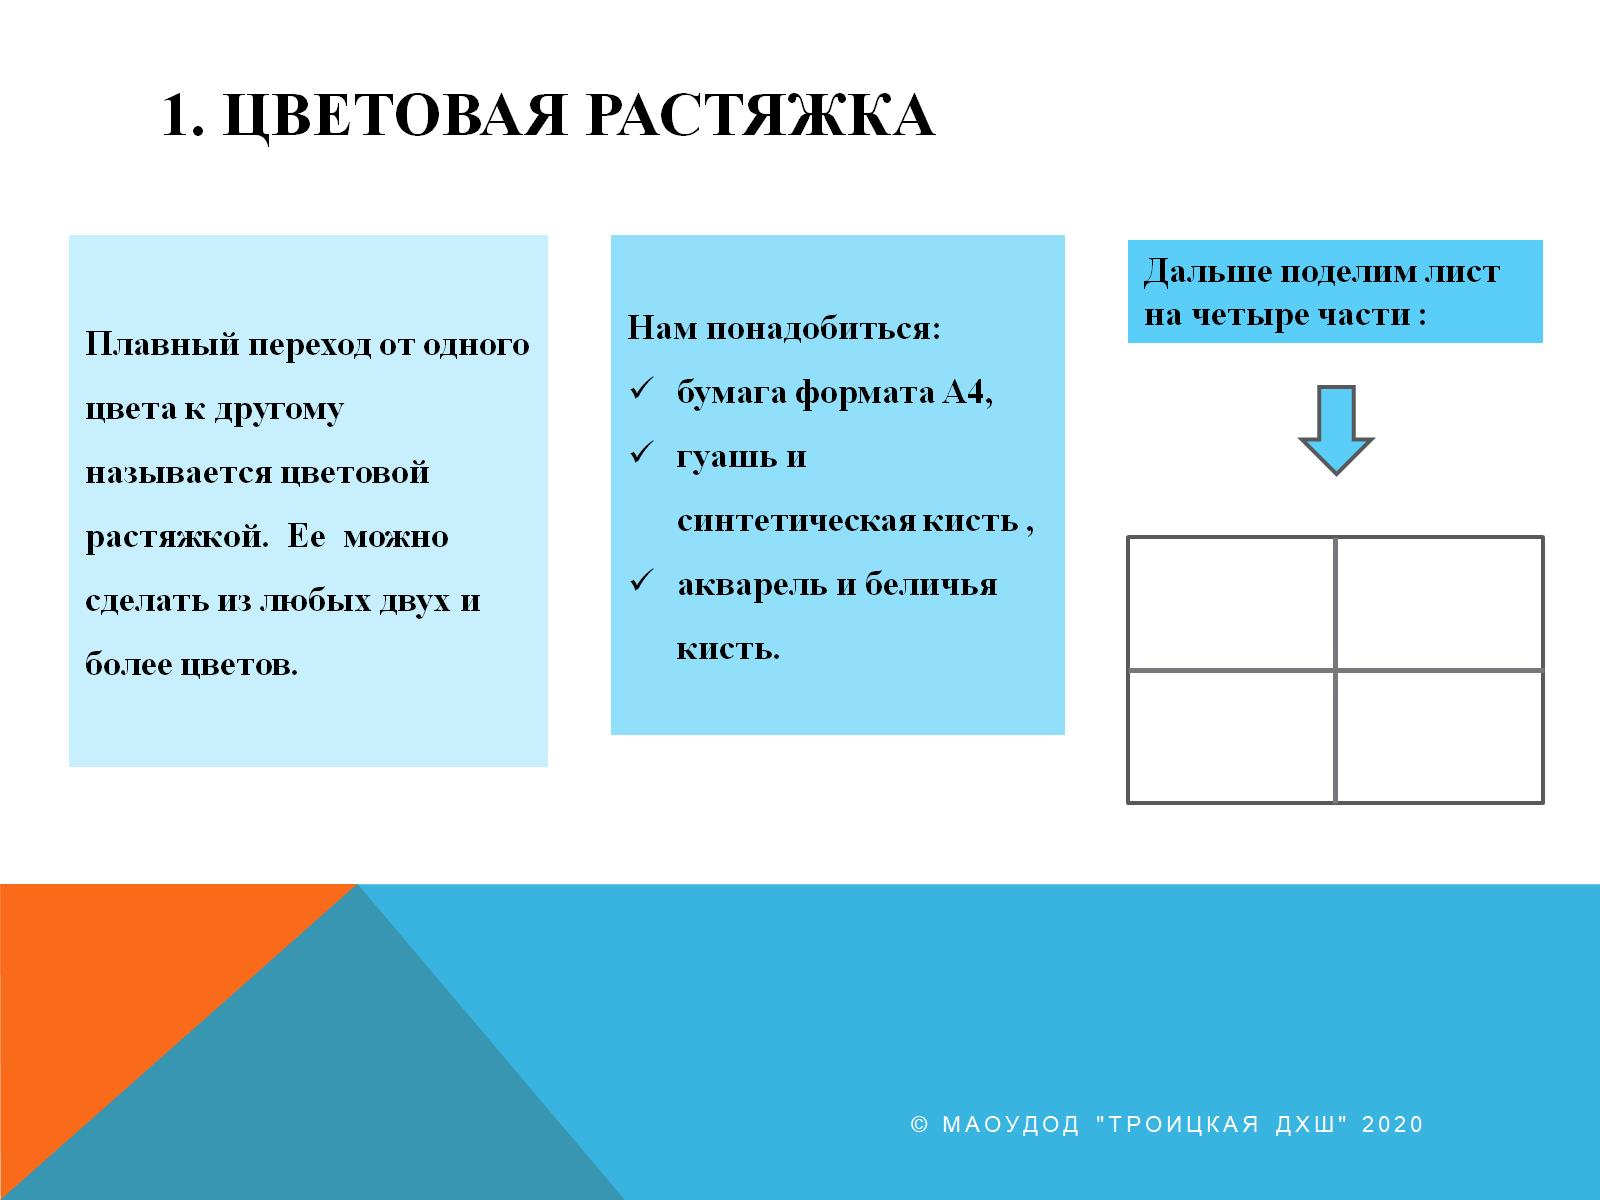 1. ЦВЕТОВАЯ РАСТЯЖКА
Плавный переход от одного
цвета к другому
называется цветовой
растяжкой. Ее можно
сделать из любых двух и
более цветов.
Нам понадобиться:
✓ бумага формата А4,
✓ гуашь и
синтетическая кисть ,
✓ акварель и беличья
кисть.
Дальше поделим лист
на четыре части :
© МАОУДОД "ТРОИЦКАЯ ДХШ" 2020